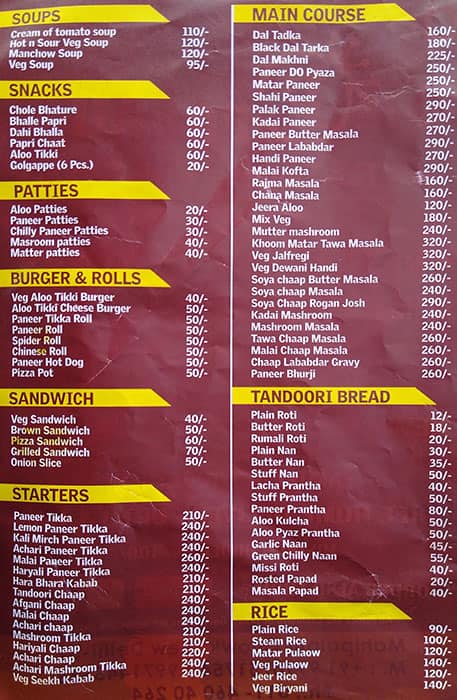 SOUPS
Cream of tomato soup 110/-
Hot n Sour Veg Soup 120/-
Manchow Soup 120/-
Veg Soup 95/-
SNACKS
Chole Bhature 60/-
Bhalle Papri 60/-
Dahi Bhalla 60/-
Papri Chaat 60/-
Aloo Tikki 60/-
Golgappe (6 Pcs.) 20/-
PATTIES
Aloo Patties 20/-
Paneer Patties 30/-
Chilly Paneer Patties 30/-
Masroom patties 40/-
Matter patties 40/-
BURGER & ROLLS
Veg Aloo Tikki Burger 40/-
Aloo Tikki Cheese Burger 50/-
Paneer Tikka Roll 50/-
Paneer Roll 50/-
Spider Roll 50/-
Chinese Roll 50/-
Paneer Hot Dog 50/-
Pizza Pot 50/-
SANDWICH
Veg Sandwich 40/-
Brown Sandwich 50/-
Pizza Sandwich 60/-
Grilled Sandwich 70/-
Onion Slice 50/-
STARTERS
Paneer Tikka 210/-
Lemon Paneer Tikka 240/-
Kali Mirch Paneer Tikka 240/-
Achari Paneer Tikka 240/-
Malai Paneer Tikka 260/-
Haryali Paneer Tikka 240/-
Hara Bhara Kabab 210/-
Tandoori Chaap 210/-
Afgani Chaap 240/-
Malai Chaap 240/-
Achari chaap 210/-
Mashroom Tikka 210/-
Hariyali Chaap 240/-
Achari Chaap 220/-
Achari Mashroom Tikka 240/-
Veg Seekh Kabab 240/-
MAIN COURSE
Dal Tadka 160/-
Black Dal Tarka 180/-
Dal Makhni 225/-
Paneer DO Pyaza 250/-
Matar Paneer 250/-
Shahi Paneer 250/-
Palak Paneer 290/-
Kadai Paneer 270/-
Paneer Butter Masala 270/-
Paneer Lababdar 290/-
Handi Paneer 270/-
Malai Kofta 290/-
Rajma Masala 160/-
Chana Masala 160/-
Jeera Aloo 120/-
Mix Veg 180/-
Mutter mashroom 240/-
Khoom Matar Tawa Masala 320/-
Veg Jalfregi 320/-
Veg Dewani Handi 320/-
Soya chaap Butter Masala 260/-
Soya chaap Masala 240/-
Soya Chaap Rogan Josh 290/-
Kadai Mashroom 240/-
Mashroom Masala 240/-
Tawa Chaap Masala 260/-
Malai Chaap Masala 260/-
Chaap Lababdar Gravy 260/-
Paneer Bhurji 260/-
TANDOORI BREAD
Plain Roti 12/-
Butter Roti 18/-
Rumali Roti 20/-
Plain Nan 30/-
Butter Nan 35/-
Stuff Nan 50/-
Lacha Prantha 40/-
Stuff Prantha 50/-
Paneer Prantha 80/-
Aloo Kulcha 50/-
Aloo Pyaz Prantha 50/-
Garlic Naan 45/-
Green Chilly Naan 55/-
Missi Roti 40/-
Rosted Papad 20/-
Masala Papad 40/-
RICE
Plain Rice 90/-
Steam Rice 100/-
Matar Pulaow 120/-
Veg Pulaow 140/-
Jeer Rice 120/-
Veg Biryani 140/-